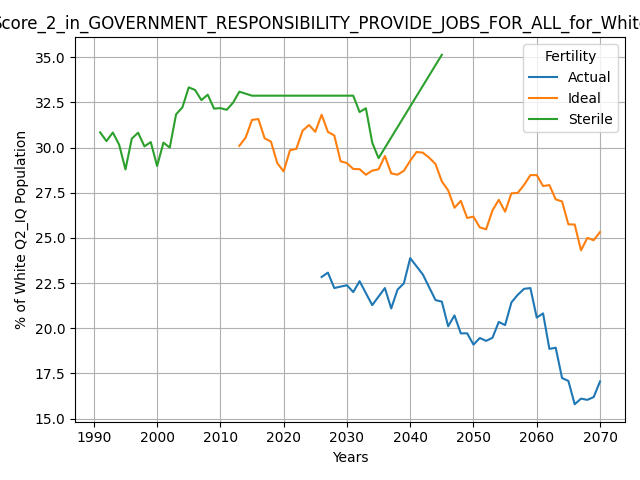 Score_2_in_GOVERNMENT_RESPONSIBILITY_PROVIDE_JOBS_FOR_ALL_for_White
35.0
32.5
30.0
27.5
25.0
22.5
20.0
17.5
15.0
% of White Q2_IQ Population
Fertility
Actual
Ideal
Sterile
1990 2000 2010 2020 2030 2040 2050 2060 2070
Years